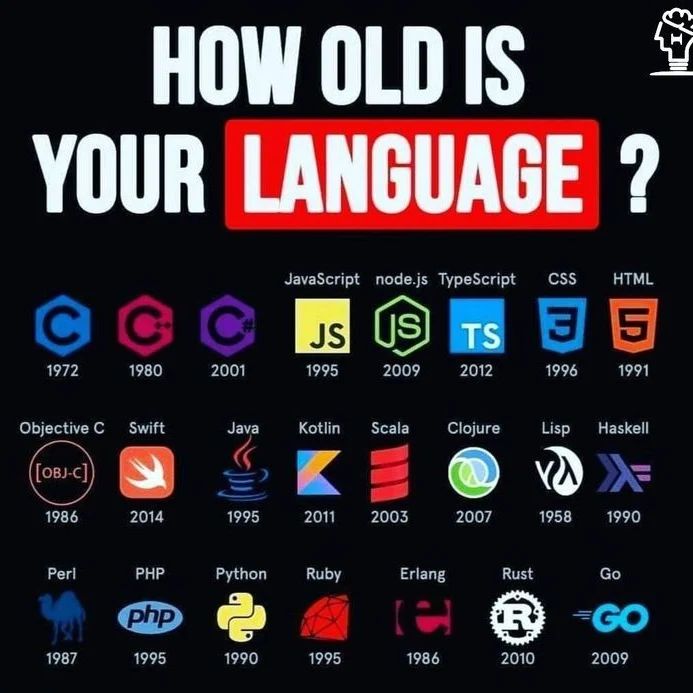 HOW OLD IS
YOUR LANGUAGE ?
JavaScript node.js TypeScript CSS HTML
C C++ C# JS JS TS 3 5
1972 1980 2001 1995 2009 2012 1996 1991
Objective C Swift Java Kotlin Scala Clojure Lisp Haskell
[OBJ-C]
1986 2014 1995 2011 2003 2007 1958 1990
Perl PHP Python Ruby Erlang Rust Go
php e R GO
1987 1995 1990 1995 1986 2010 2009